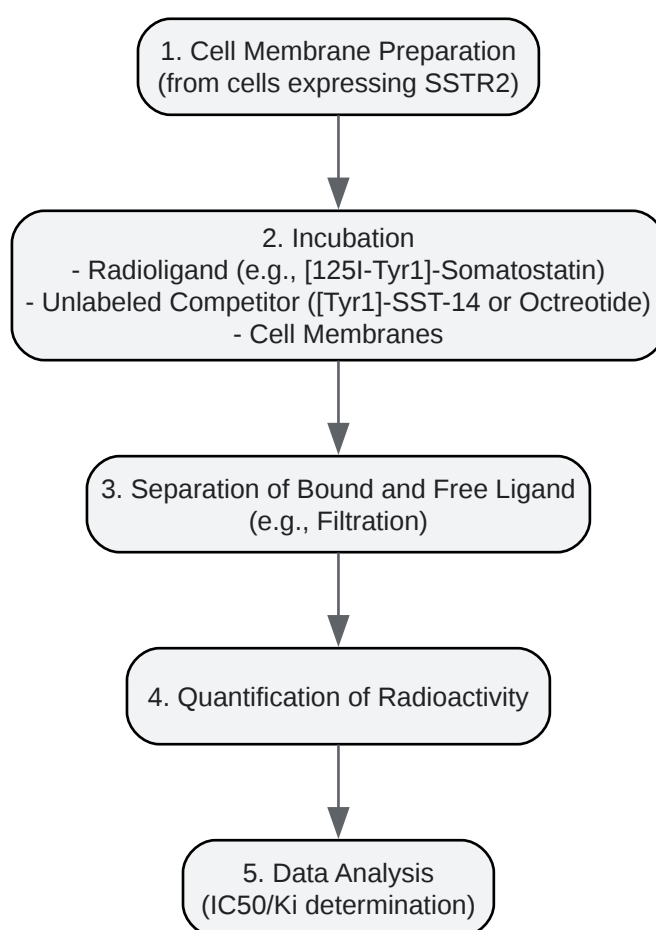 1. Cell Membrane Preparation
(from cells expressing SSTR2)
2. Incubation
- Radioligand (e.g., [125I-Tyr1]-Somatostatin)
- Unlabeled Competitor ([Tyr1]-SST-14 or Octreotide)
- Cell Membranes
3. Separation of Bound and Free Ligand
(e.g., Filtration)
4. Quantification of Radioactivity
5. Data Analysis
(IC50/Ki determination)